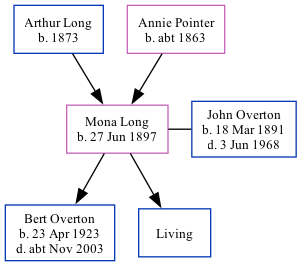 Arthur Long
b. 1873
Annie Pointer
b. abt 1863
Mona Long
b. 27 Jun 1897
John Overton
b. 18 Mar 1891
d. 3 Jun 1968
Bert Overton
b. 23 Apr 1923
d. abt Nov 2003
Living